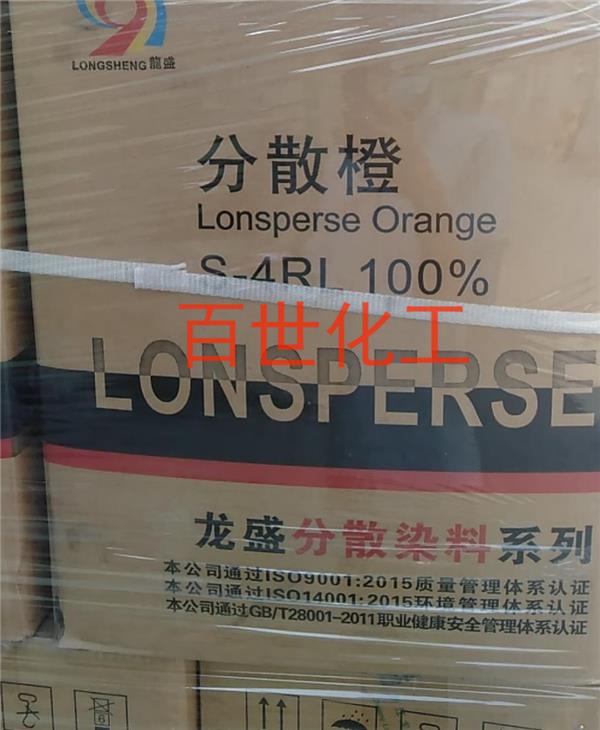 LONGSHENG 龍盛
分散橙
Lonsperse Orange
S-4RL 100%
百世化工
LONSPERSE
龙盛分散染料系列
本公司通过ISO9001:2015质量管理体系认证
本公司通过ISO14001:2015环境管理体系认证
本公司通过GB/T28001-2011职业健康安全管理体系认证
6